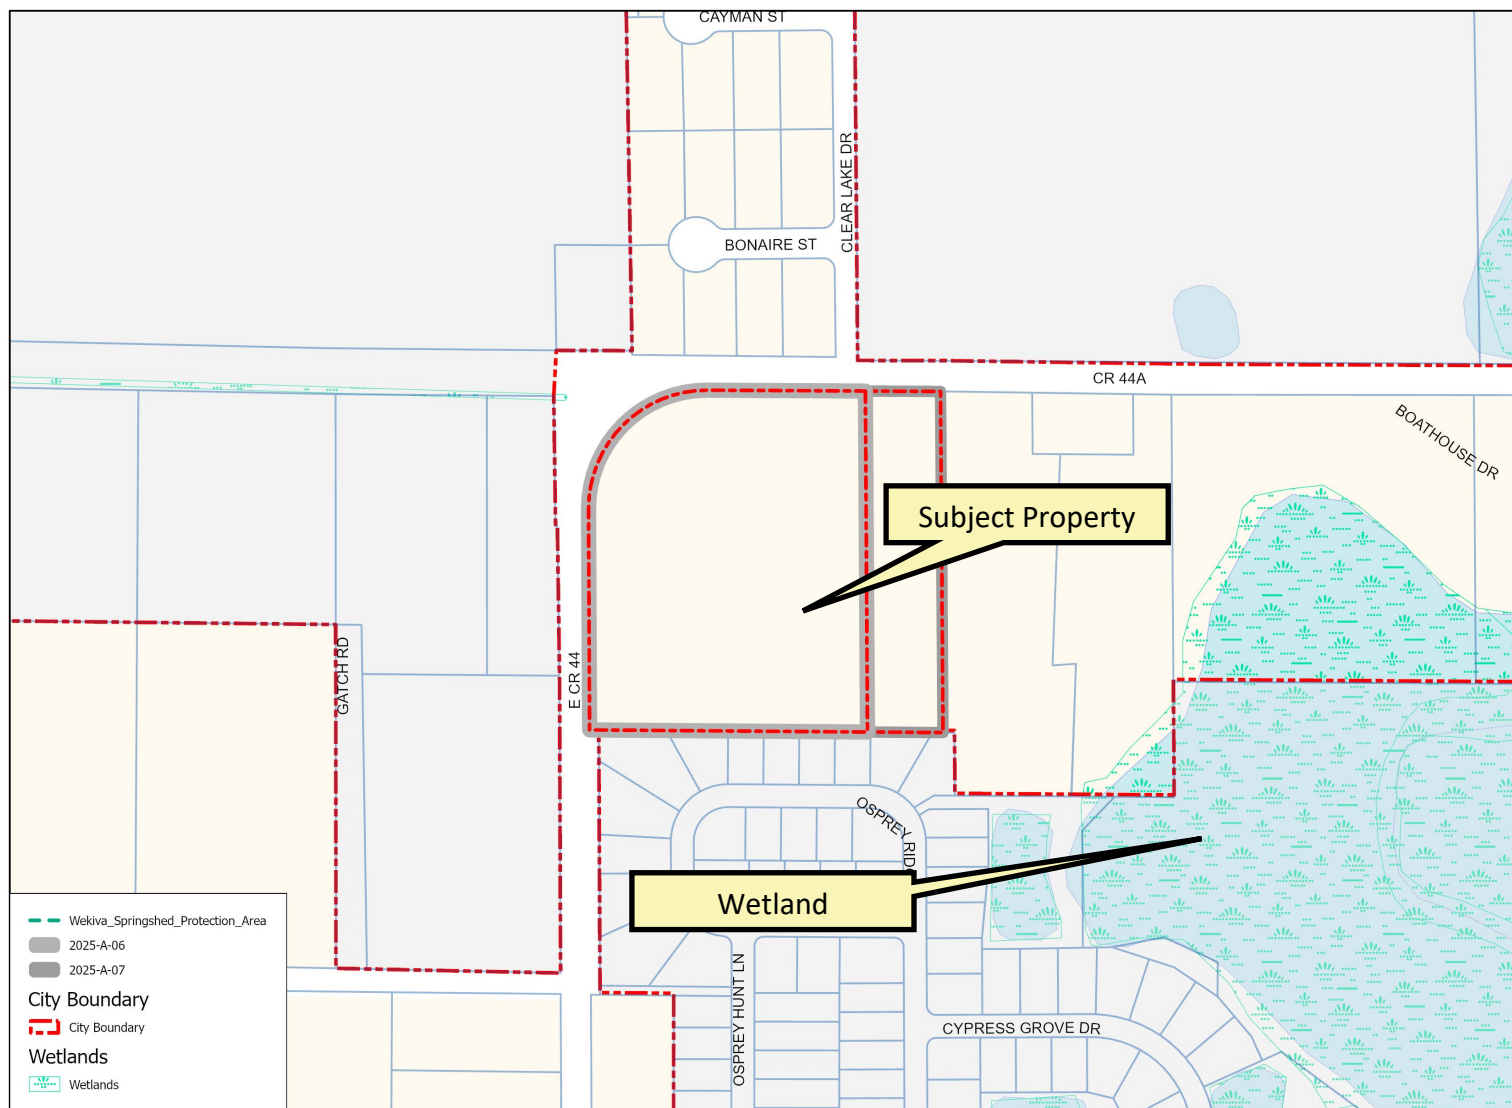 CAYMAN ST
CLEAR LAKE DR
BONAIRE ST
CR 44A
BOATHOUSE DR
Subject Property
GATCH RD
E CR 44
OSPREY RIDG
Wetland
OSPREY HUNT LN
CYPRESS GROVE DR
Wekiva_Springshed_Protection_Area
2025-A-06
2025-A-07
City Boundary
City Boundary
Wetlands
Wetlands